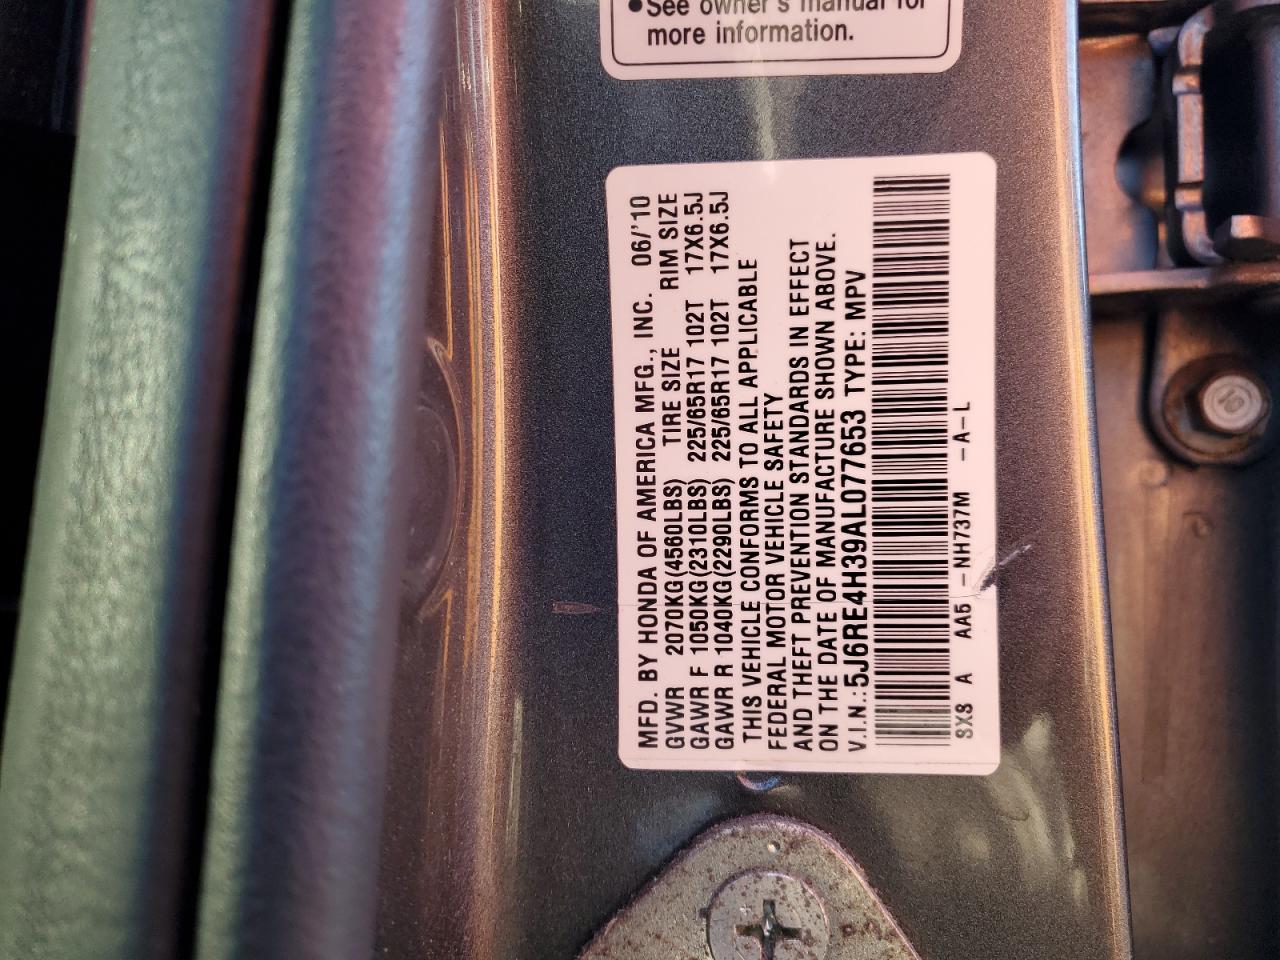 ● See owner's manual for
more information.
MFD. BY HONDA OF AMERICA MFG., INC. 06/'10
GVWR 2070KG(4560LBS) TIRE SIZE RIM SIZE
GAWR F 1050KG(2310LBS) 225/65R17 102T 17X6.5J
GAWR R 1040KG(2290LBS) 225/65R17 102T 17X6.5J
THIS VEHICLE CONFORMS TO ALL APPLICABLE
FEDERAL MOTOR VEHICLE SAFETY
AND THEFT PREVENTION STANDARDS IN EFFECT
ON THE DATE OF MANUFACTURE SHOWN ABOVE.
V.I.N.:5J6RE4H39AL077653 TYPE: MPV
SXS A AA5 -NH737M -A-L
10